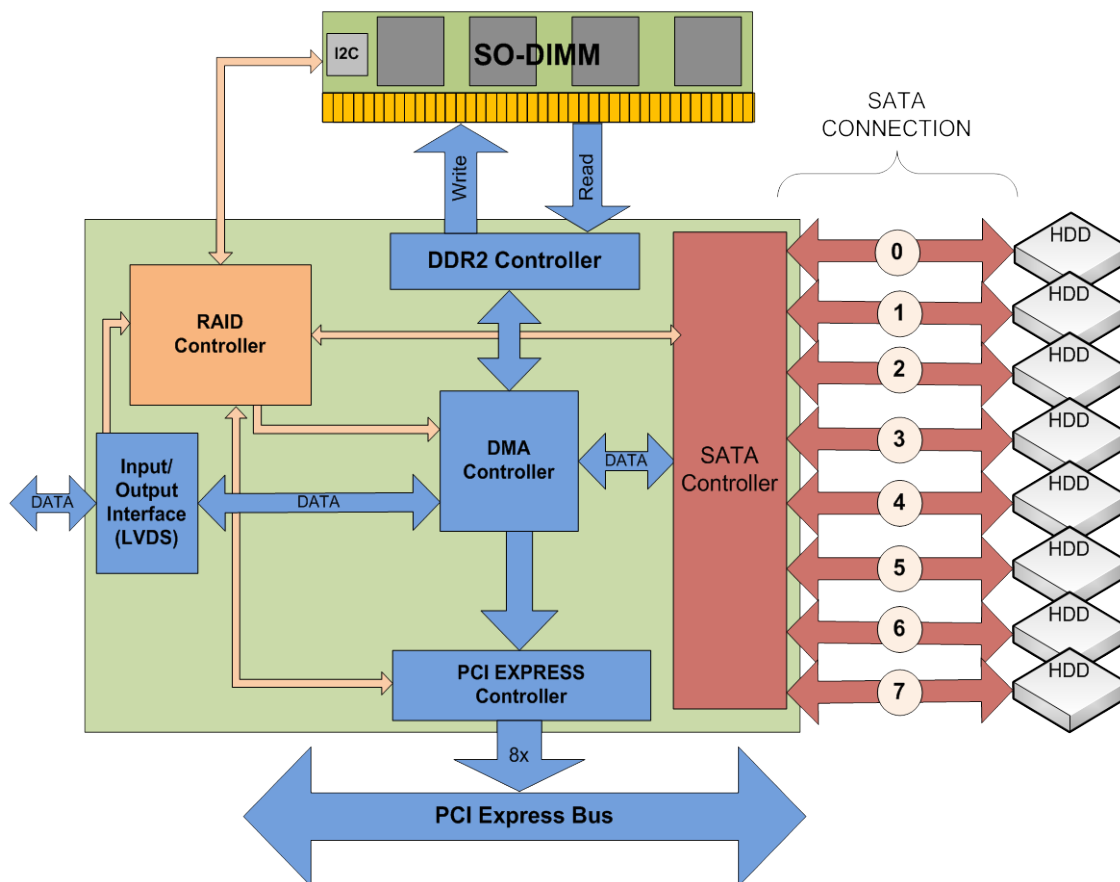 I2C
SO-DIMM
SATA
CONNECTION
Write
Read
DDR2 Controller
RAID
Controller
DMA
Controller
SATA
Controller
Input/
Output
Interface
(LVDS)
DATA
DATA
DATA
PCI EXPRESS
Controller
8x
PCI Express Bus
0
HDD
1
HDD
2
HDD
3
HDD
4
HDD
5
HDD
6
HDD
7
HDD